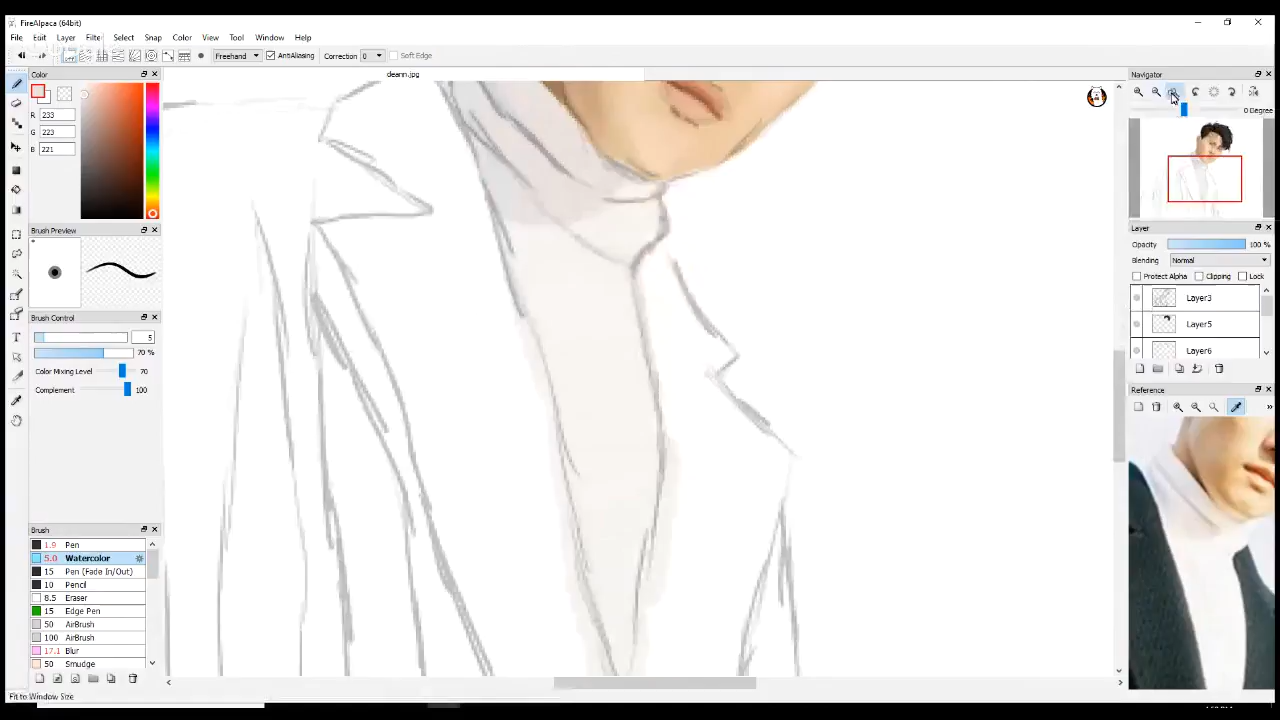 FireAlpaca (64bit)
File Edit Layer Filter Select Snap Color View Tool Window Help
Freehand AntiAliasing Correction 0 Soft Edge
Color
deann.jpg
Navigator
R 233
G 223
B 221
0 Degree
Brush Preview
Layer
Opacity 100 %
Blending Normal
Protect Alpha Clipping Lock
Layer3
Layer5
Layer6
Brush Control
5
70 %
Color Mixing Level 70
Complement 100
Reference
»
Brush
1.9 Pen
5.0 Watercolor
15 Pen (Fade In/Out)
10 Pencil
8.5 Eraser
15 Edge Pen
50 AirBrush
100 AirBrush
17.1 Blur
50 Smudge
Fit to Window Size